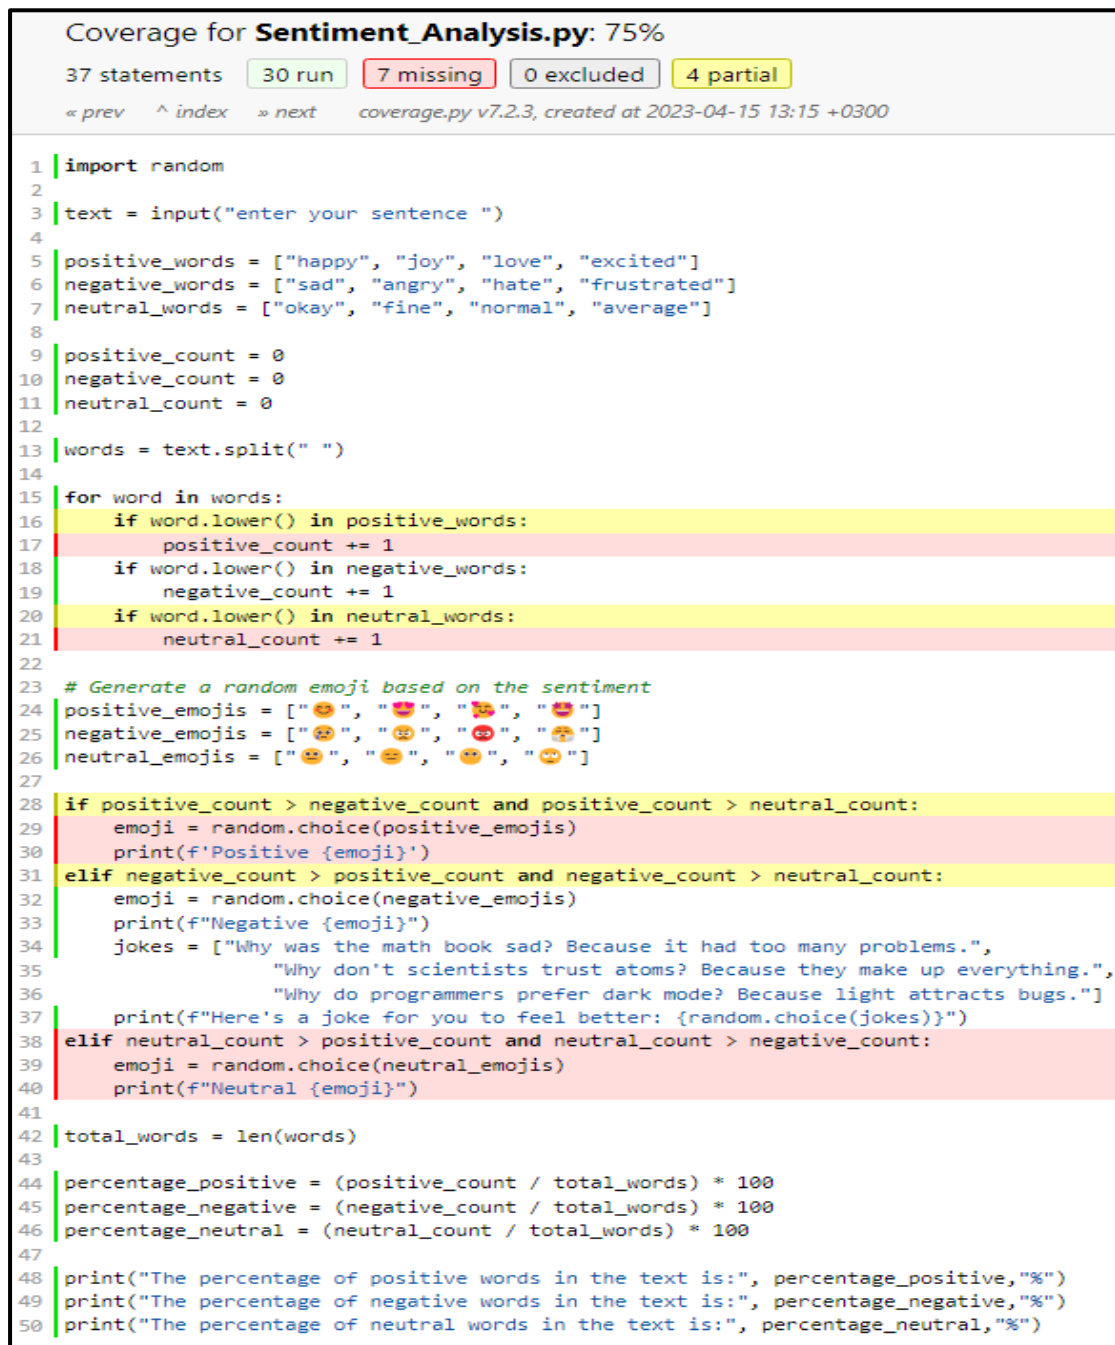 Coverage for Sentiment_Analysis.py: 75%
37 statements 30 run 7 missing 0 excluded 4 partial
« prev ^ index » next coverage.py v7.2.3, created at 2023-04-15 13:15 +0300
1 import random
2
3 text = input("enter your sentence ")
4
5 positive_words = ["happy", "joy", "love", "excited"]
6 negative_words = ["sad", "angry", "hate", "frustrated"]
7 neutral_words = ["okay", "fine", "normal", "average"]
8
9 positive_count = 0
10 negative_count = 0
11 neutral_count = 0
12
13 words = text.split(" ")
14
15 for word in words:
16     if word.lower() in positive_words:
17         positive_count += 1
18     if word.lower() in negative_words:
19         negative_count += 1
20     if word.lower() in neutral_words:
21         neutral_count += 1
22
23 # Generate a random emoji based on the sentiment
24 positive_emojis = ["😊", "😍", "🥰", "🤩"]
25 negative_emojis = ["😢", "😠", "😡", "😤"]
26 neutral_emojis = ["😐", "😑", "😶", "🙄"]
27
28 if positive_count > negative_count and positive_count > neutral_count:
29     emoji = random.choice(positive_emojis)
30     print(f'Positive {emoji}')
31 elif negative_count > positive_count and negative_count > neutral_count:
32     emoji = random.choice(negative_emojis)
33     print(f"Negative {emoji}")
34     jokes = ["Why was the math book sad? Because it had too many problems.",
35              "Why don't scientists trust atoms? Because they make up everything.",
36              "Why do programmers prefer dark mode? Because light attracts bugs."]
37     print(f"Here's a joke for you to feel better: {random.choice(jokes)}")
38 elif neutral_count > positive_count and neutral_count > negative_count:
39     emoji = random.choice(neutral_emojis)
40     print(f"Neutral {emoji}")
41
42 total_words = len(words)
43
44 percentage_positive = (positive_count / total_words) * 100
45 percentage_negative = (negative_count / total_words) * 100
46 percentage_neutral = (neutral_count / total_words) * 100
47
48 print("The percentage of positive words in the text is:", percentage_positive,"%")
49 print("The percentage of negative words in the text is:", percentage_negative,"%")
50 print("The percentage of neutral words in the text is:", percentage_neutral,"%")